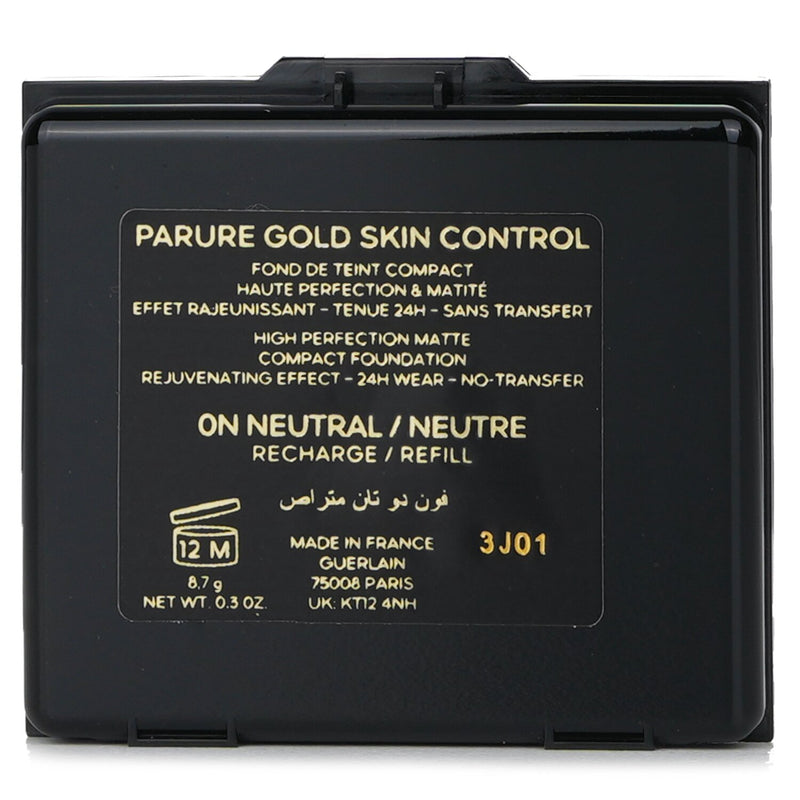 PARURE GOLD SKIN CONTROL
FOND DE TEINT COMPACT
HAUTE PERFECTION & MATITÉ
EFFET RAJEUNISSANT - TENUE 24H - SANS TRANSFERT
HIGH PERFECTION MATTE
COMPACT FOUNDATION
REJUVENATING EFFECT - 24H WEAR - NO-TRANSFER
0N NEUTRAL / NEUTRE
RECHARGE / REFILL
فون دو تان متراص
12 M
8,7 g
NET WT. 0.3 OZ.
MADE IN FRANCE
GUERLAIN
75008 PARIS
UK: KT12 4NH
3J01